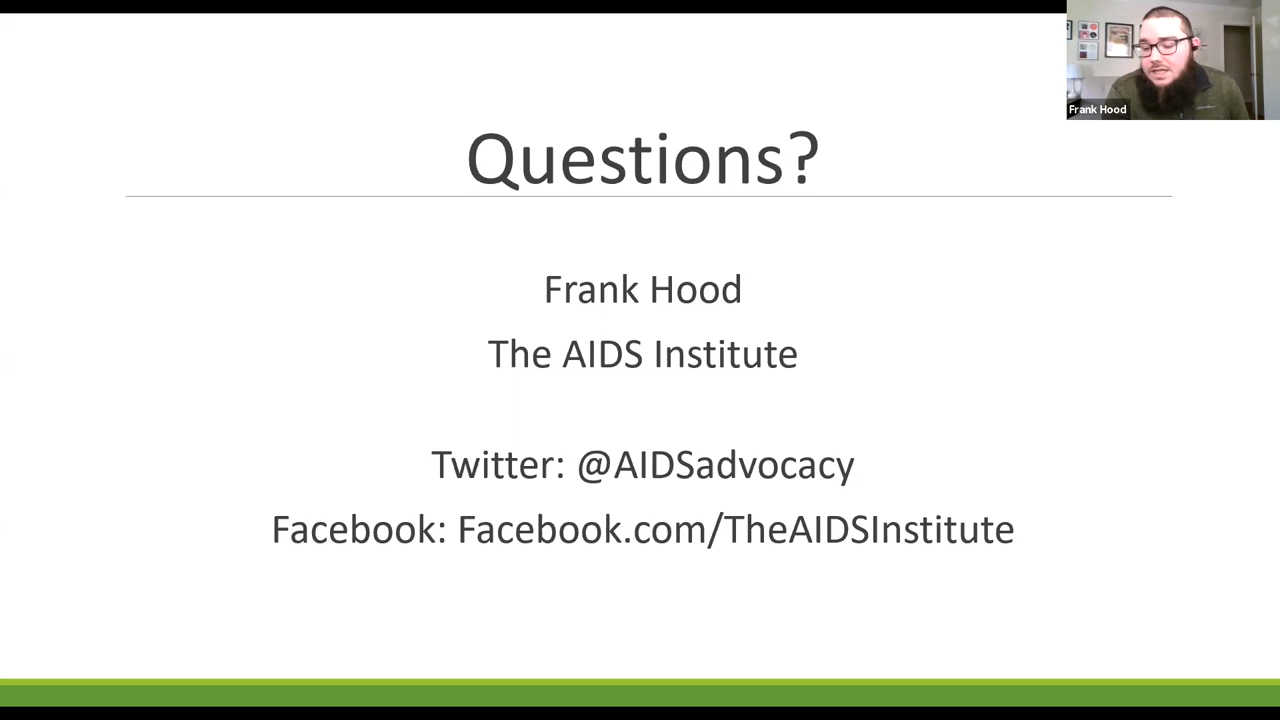 Frank Hood
Questions?
Frank Hood
The AIDS Institute
Twitter: @AIDSadvocacy
Facebook: Facebook.com/TheAIDSInstitute